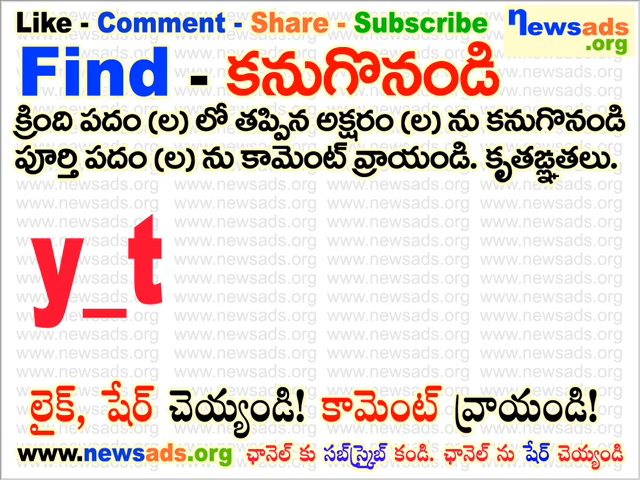 Like - Comment - Share - Subscribe
newsads
.org
Find - కనుగొనండి
క్రింది పదం (ల) లో తప్పిన అక్షరం (ల) ను కనుగొనండి
పూర్తి పదం (ల) ను కామెంట్ వ్రాయండి. కృతజ్ఞతలు.
y_t
లైక్, షేర్ చెయ్యండి! కామెంట్ వ్రాయండి!
www.newsads.org ఛానెల్ కు సబ్‌స్క్రైబ్ కండి. ఛానెల్ ను షేర్ చెయ్యండి